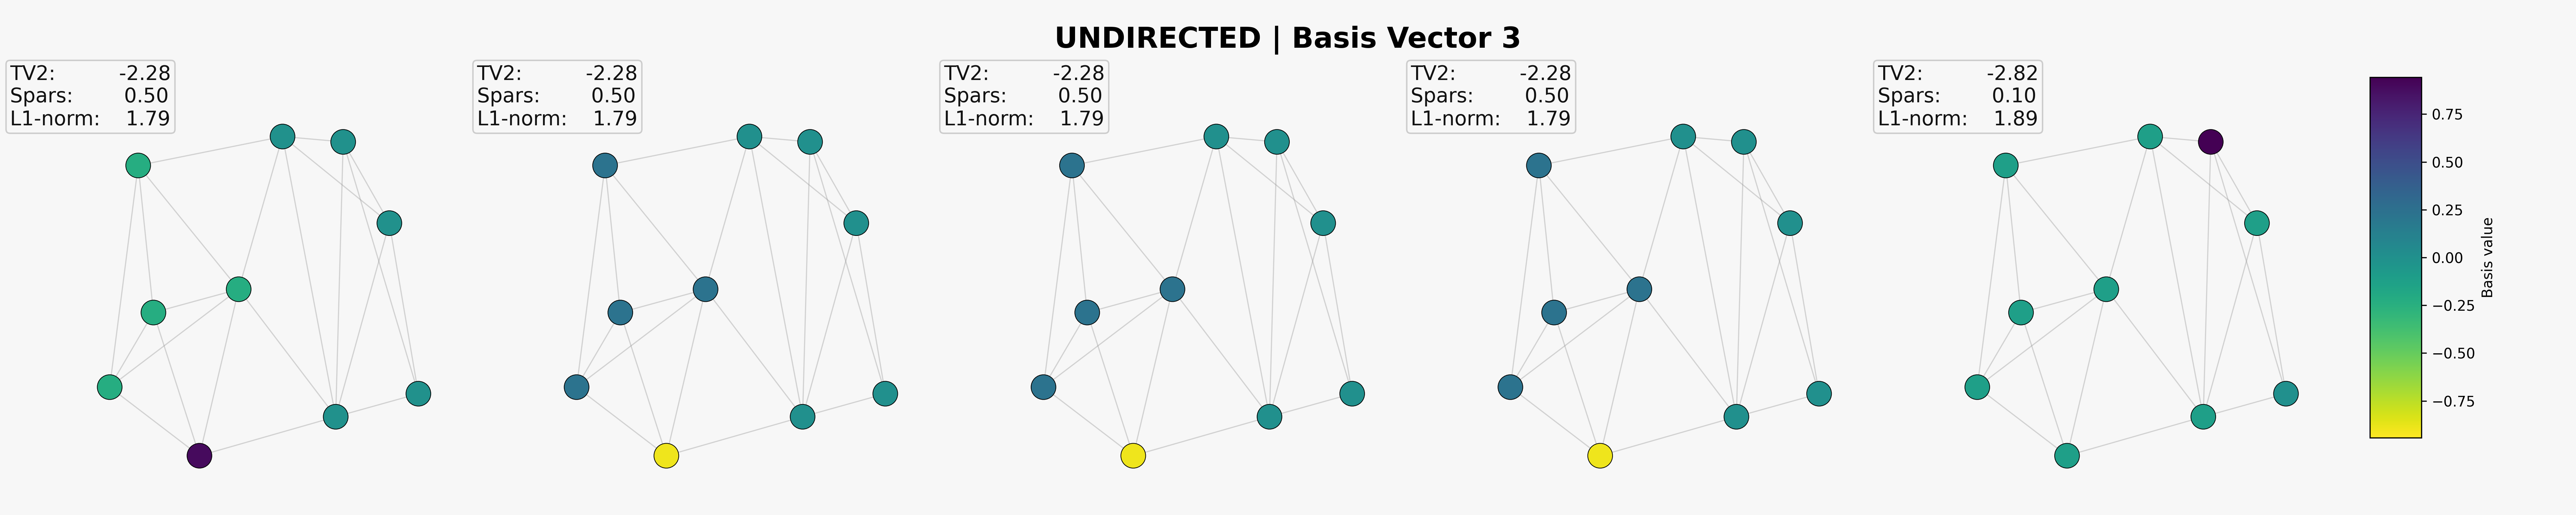 UNDIRECTED | Basis Vector 3
TV2: -2.28
Spars: 0.50
L1-norm: 1.79
TV2: -2.28
Spars: 0.50
L1-norm: 1.79
TV2: -2.28
Spars: 0.50
L1-norm: 1.79
TV2: -2.28
Spars: 0.50
L1-norm: 1.79
TV2: -2.82
Spars: 0.10
L1-norm: 1.89
0.75
0.50
0.25
0.00
−0.25
−0.50
−0.75
Basis value